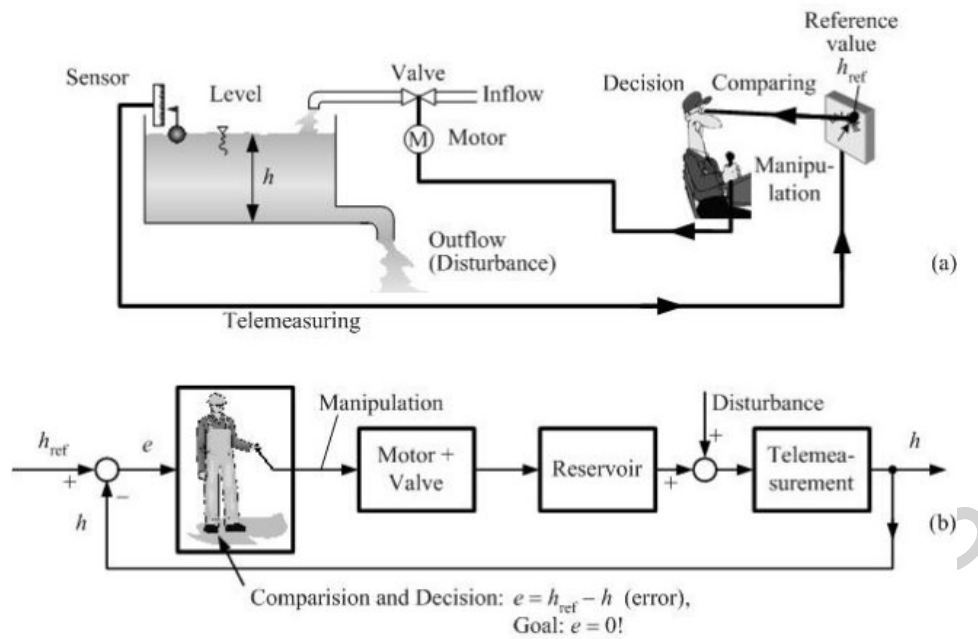 Reference
value
h_ref
Sensor
Level
Valve
Inflow
Decision
Comparing
M
Motor
h
Manipu-
lation
Outflow
(Disturbance)
(a)
Telemeasuring
Manipulation
Disturbance
h_ref
e
+
−
h
Motor +
Valve
Reservoir
+
+
Telemea-
surement
h
(b)
Comparision and Decision: e = h_ref − h (error),
Goal: e = 0!